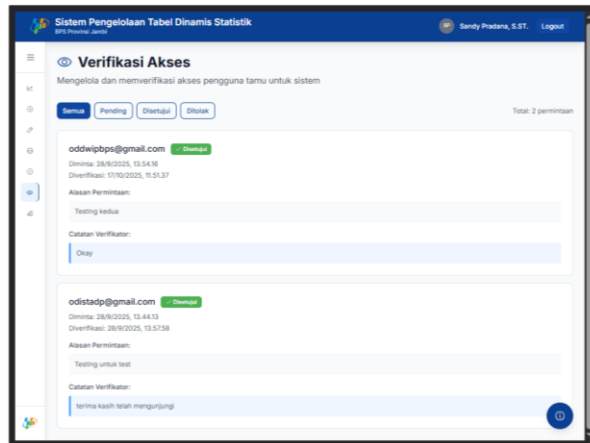 Sistem Pengelolaan Tabel Dinamis Statistik
BPS Provinsi Jambi
SP
Sandy Pradana, S.ST.
Logout
Verifikasi Akses
Mengelola dan memverifikasi akses pengguna tamu untuk sistem
Semua
Pending
Disetujui
Ditolak
Total: 2 permintaan
oddwipbps@gmail.com
✓ Disetujui
Diminta: 28/9/2025, 13.54.16
Diverifikasi: 17/10/2025, 11.51.37
Alasan Permintaan:
Testing kedua
Catatan Verifikator:
Okay
odistadp@gmail.com
✓ Disetujui
Diminta: 28/9/2025, 13.44.13
Diverifikasi: 28/9/2025, 13.57.58
Alasan Permintaan:
Testing untuk test
Catatan Verifikator:
terima kasih telah mengunjungi